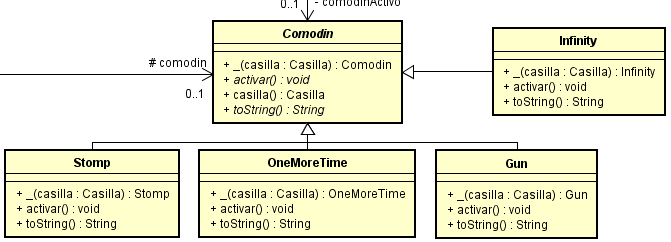 0..1
- comodinActivo
Comodin
+ _(casilla : Casilla) : Comodin
+ activar() : void
+ casilla() : Casilla
+ toString() : String
# comodin
0..1
Infinity
+ _(casilla : Casilla) : Infinity
+ activar() : void
+ toString() : String
Stomp
+ _(casilla : Casilla) : Stomp
+ activar() : void
+ toString() : String
OneMoreTime
+ _(casilla : Casilla) : OneMoreTime
+ activar() : void
+ toString() : String
Gun
+ _(casilla : Casilla) : Gun
+ activar() : void
+ toString() : String